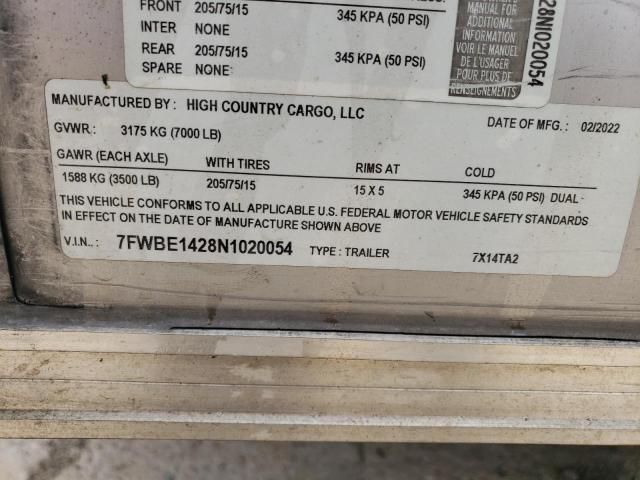 FRONT 205/75/15 345 KPA (50 PSI)
INTER NONE
REAR 205/75/15 345 KPA (50 PSI)
SPARE NONE
MANUAL FOR
ADDITIONAL
INFORMATION
VOIR LE MANUEL
DE L'USAGER
POUR PLUS DE
RENSEIGNEMENTS
28N1020054
MANUFACTURED BY: HIGH COUNTRY CARGO, LLC DATE OF MFG.: 02/2022
GVWR: 3175 KG (7000 LB)
GAWR (EACH AXLE) WITH TIRES RIMS AT COLD
1588 KG (3500 LB) 205/75/15 15 X 5 345 KPA (50 PSI) DUAL -
THIS VEHICLE CONFORMS TO ALL APPLICABLE U.S. FEDERAL MOTOR VEHICLE SAFETY STANDARDS
IN EFFECT ON THE DATE OF MANUFACTURE SHOWN ABOVE
V.I.N.: 7FWBE1428N1020054 TYPE: TRAILER 7X14TA2